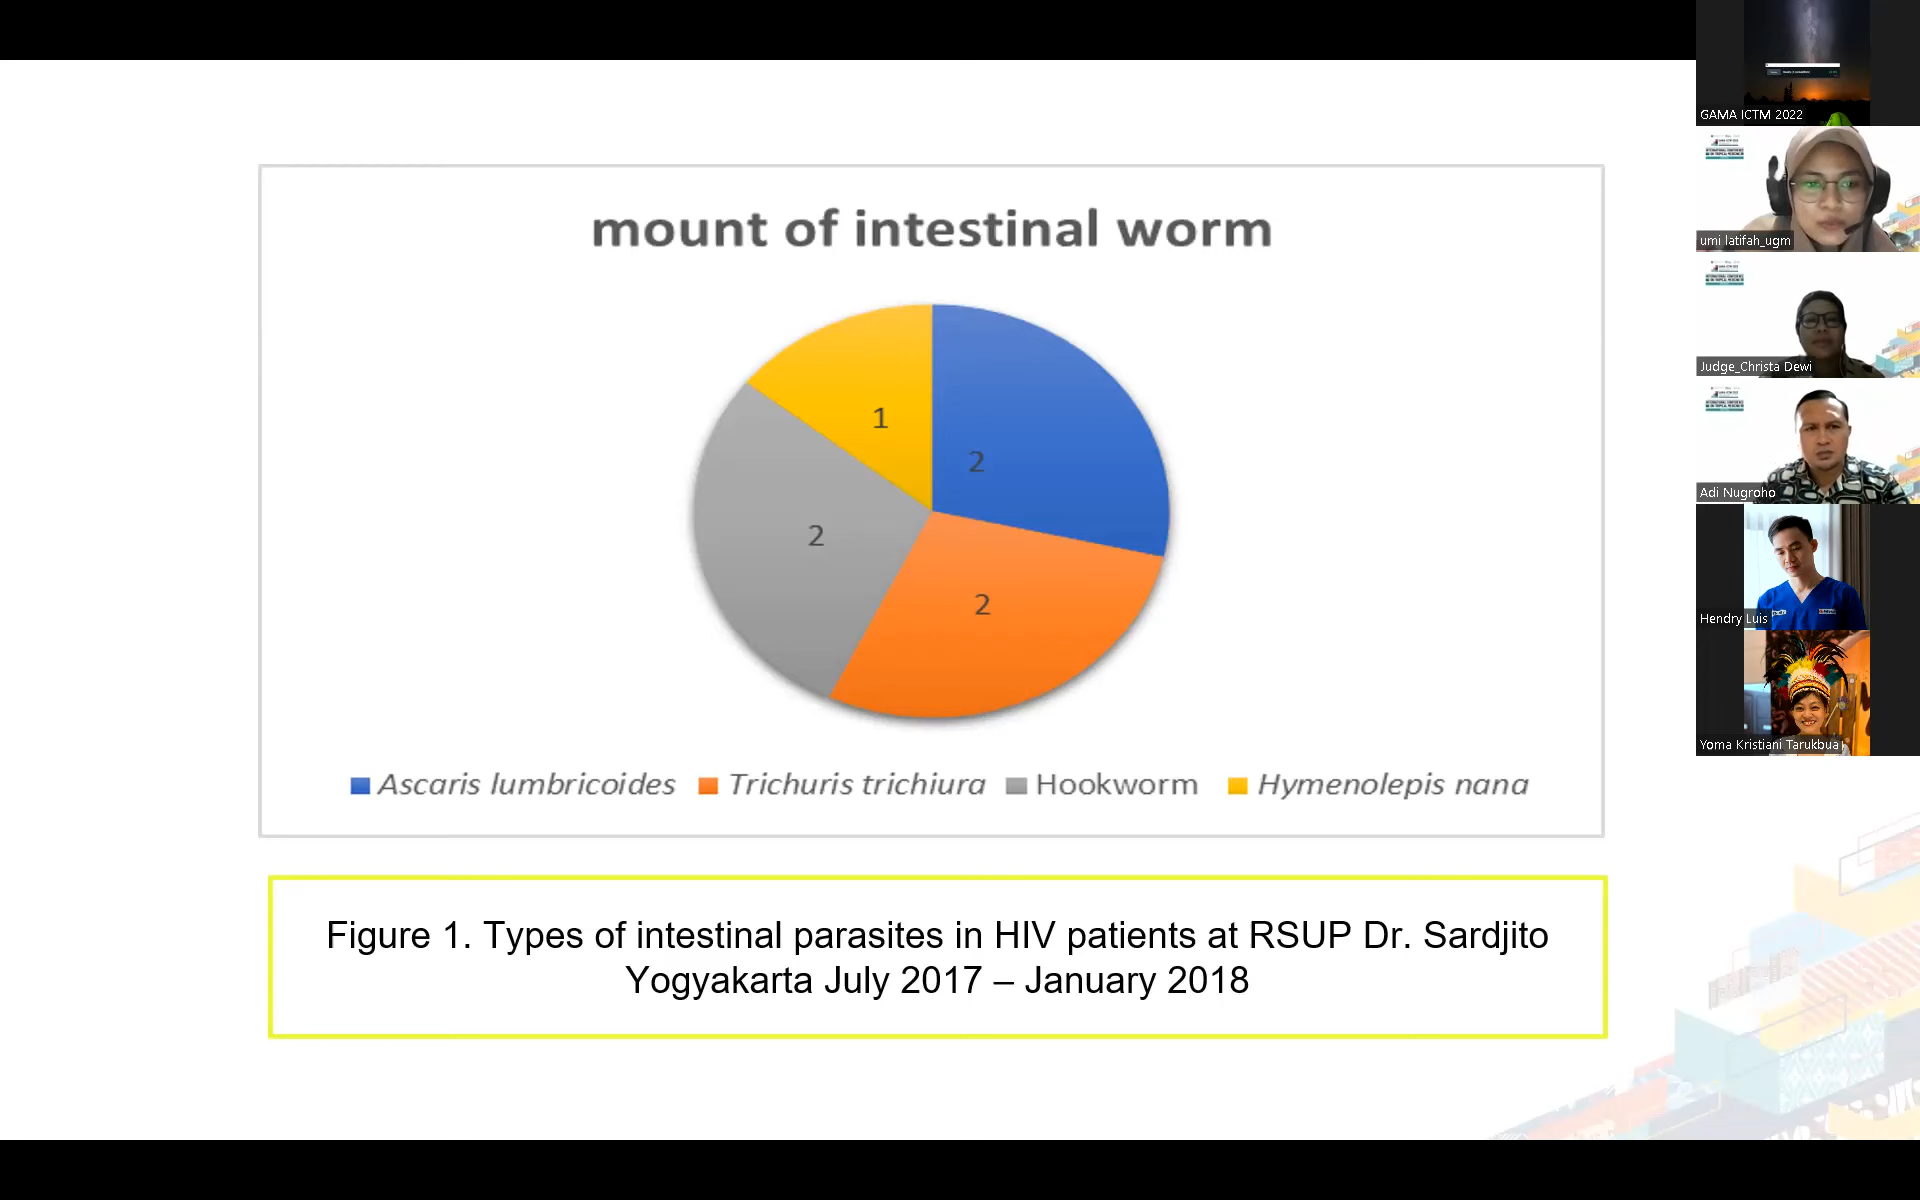 mount of intestinal worm
1
2
2
2
Ascaris lumbricoides Trichuris trichiura Hookworm Hymenolepis nana
Figure 1. Types of intestinal parasites in HIV patients at RSUP Dr. Sardjito
Yogyakarta July 2017 – January 2018
GAMA ICTM 2022
umi latifah_ugm
Judge_Christa Dewi
Adi Nugroho
Hendry Luis
Yoma Kristiani Tarukbua